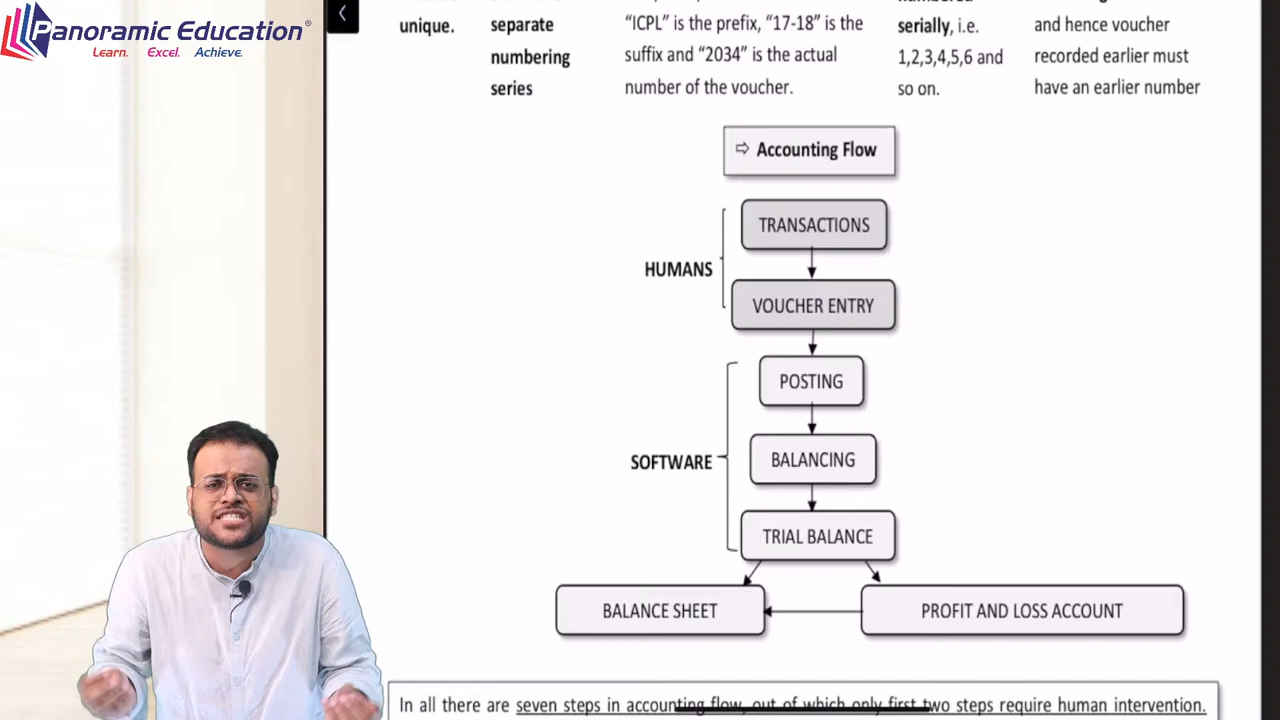 Panoramic Education®
Learn. Excel. Achieve.
unique.
separate
numbering
series
“ICPL” is the prefix, “17-18” is the
suffix and “2034” is the actual
number of the voucher.
serially, i.e.
1,2,3,4,5,6 and
so on.
and hence voucher
recorded earlier must
have an earlier number
⇨ Accounting Flow
TRANSACTIONS
HUMANS
VOUCHER ENTRY
POSTING
SOFTWARE
BALANCING
TRIAL BALANCE
BALANCE SHEET
PROFIT AND LOSS ACCOUNT
In all there are seven steps in accounting flow, out of which only first two steps require human intervention.